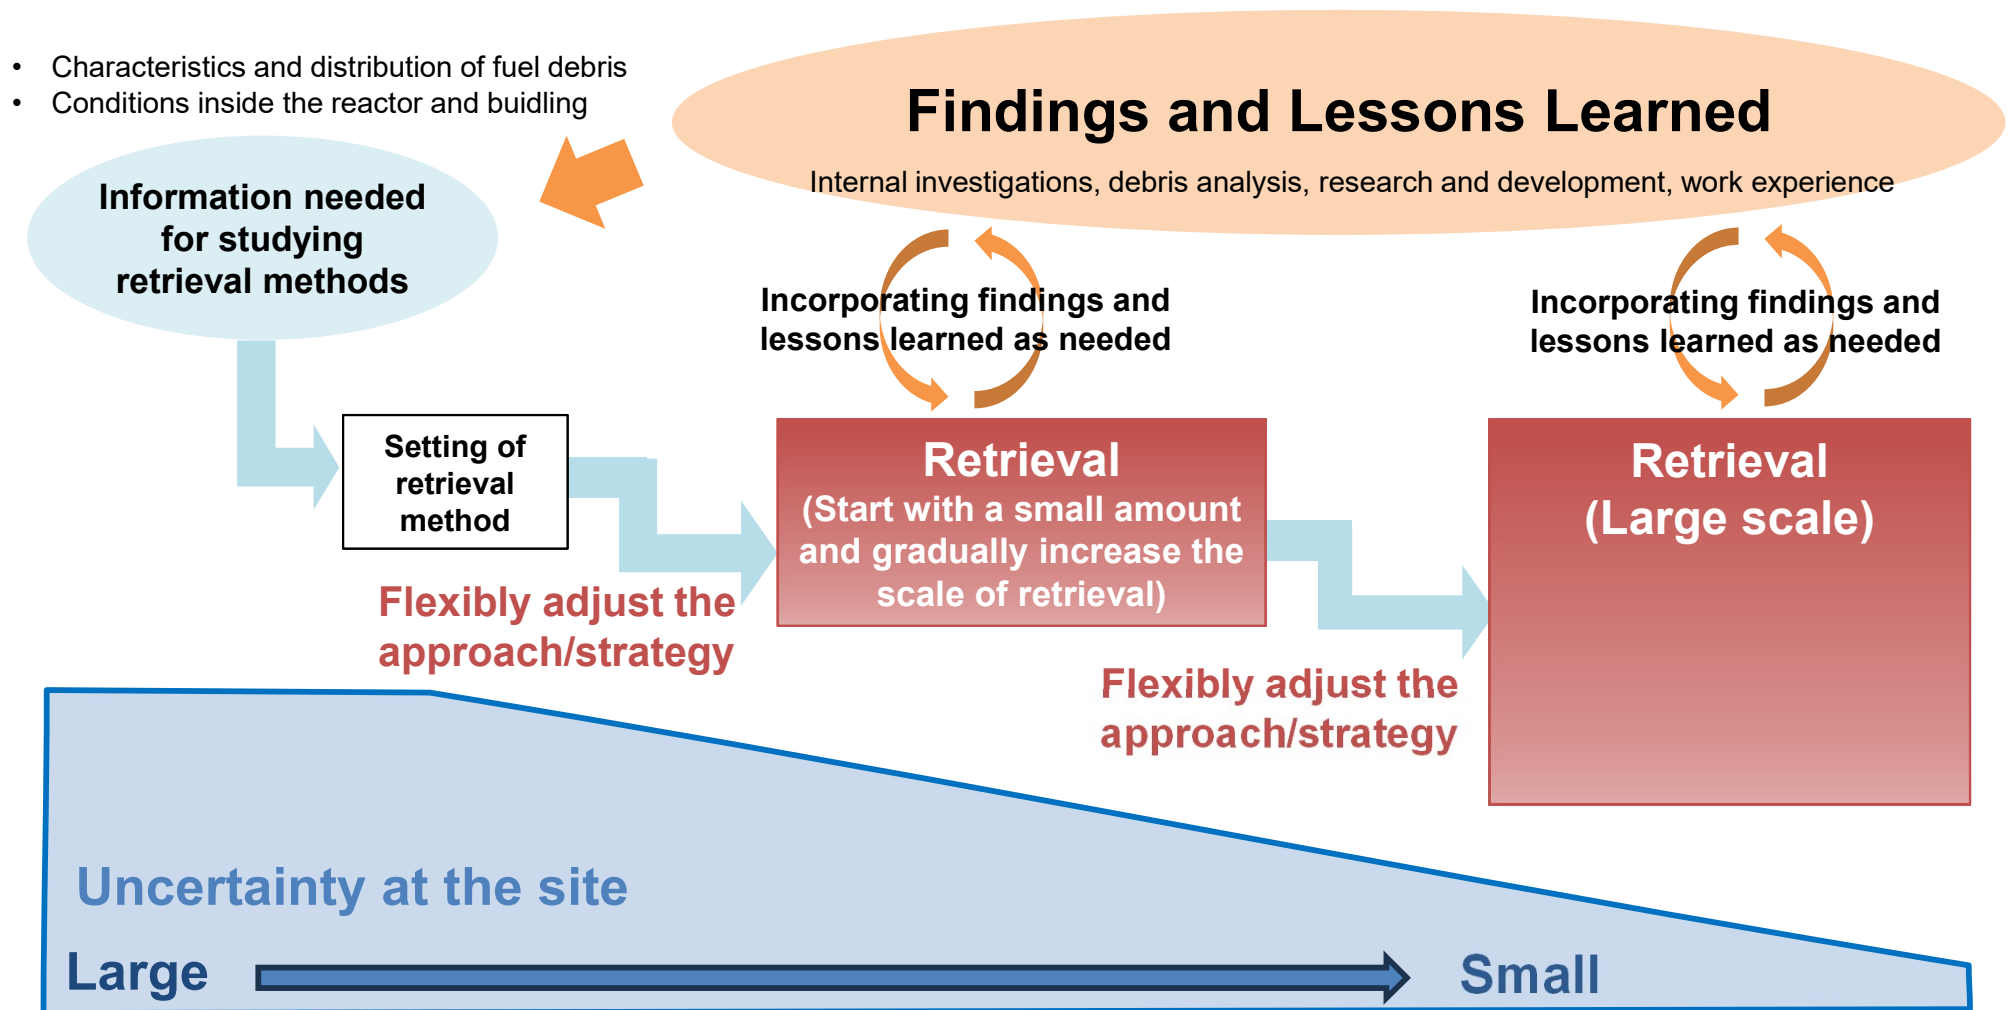 • Characteristics and distribution of fuel debris
• Conditions inside the reactor and buidling
Findings and Lessons Learned
Internal investigations, debris analysis, research and development, work experience
Information needed
for studying
retrieval methods
Incorporating findings and
lessons learned as needed
Incorporating findings and
lessons learned as needed
Setting of
retrieval
method
Retrieval
(Start with a small amount
and gradually increase the
scale of retrieval)
Retrieval
(Large scale)
Flexibly adjust the
approach/strategy
Flexibly adjust the
approach/strategy
Uncertainty at the site
Large
Small